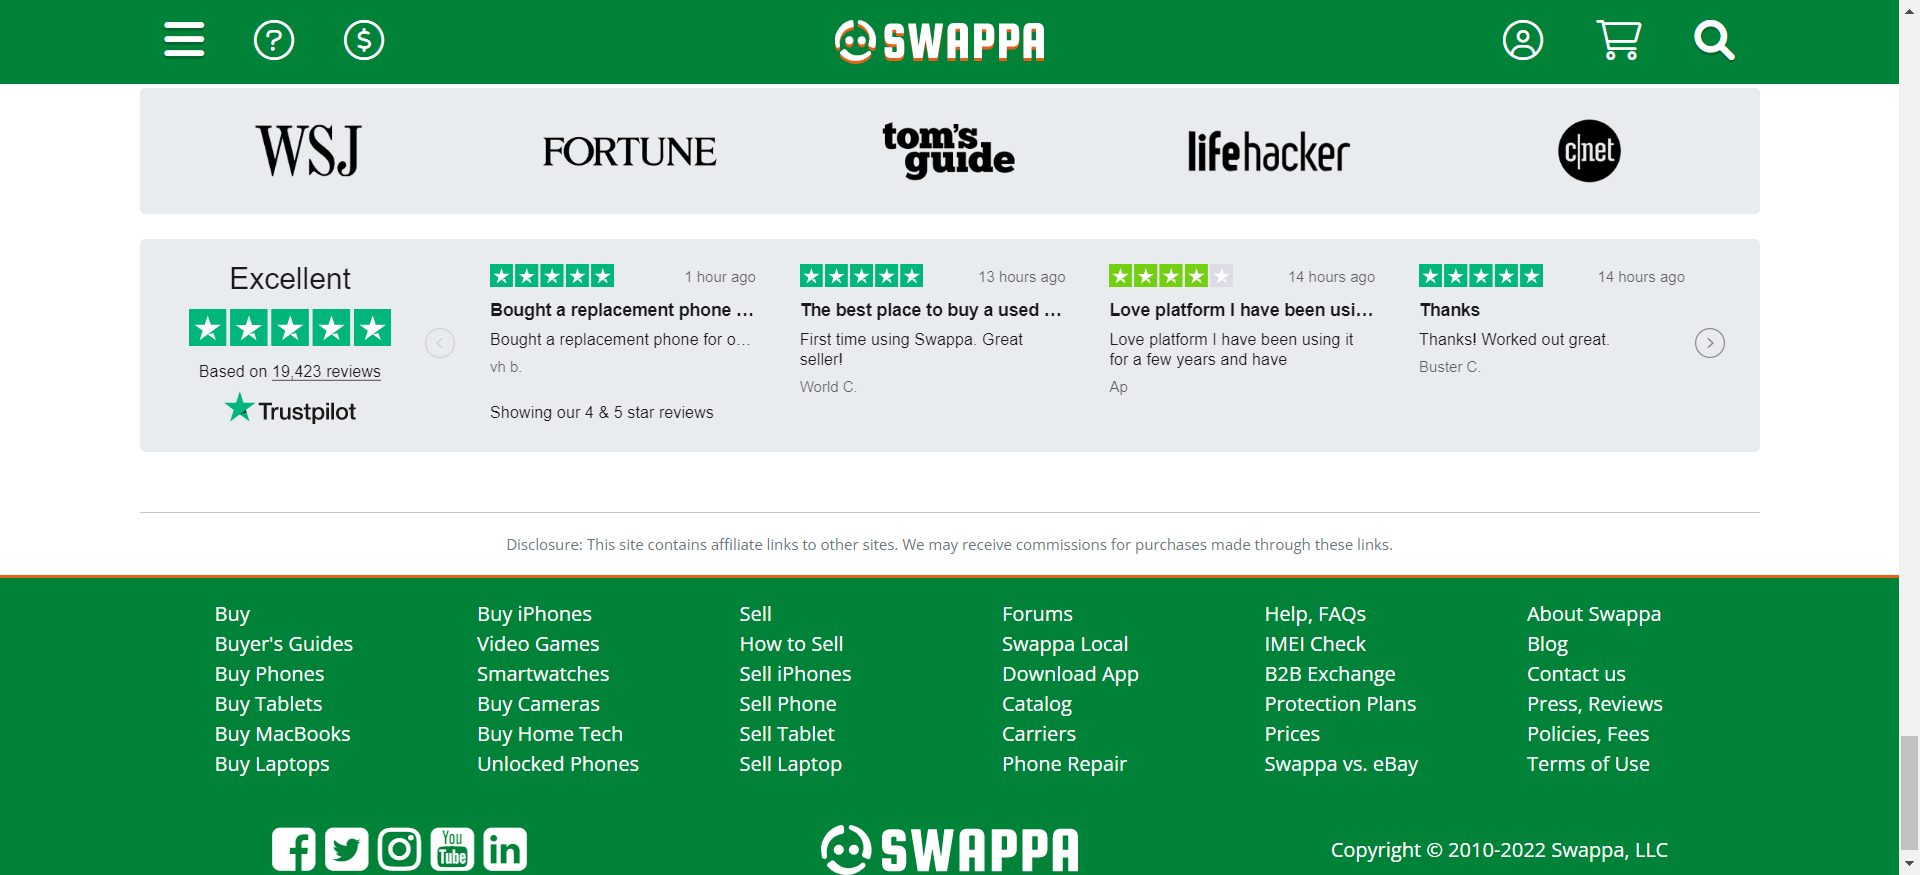 SWAPPA
WSJ
FORTUNE
tom's
guide
lifehacker
c|net
Excellent
Based on 19,423 reviews
Trustpilot
1 hour ago
Bought a replacement phone ...
Bought a replacement phone for o...
vh b.
13 hours ago
The best place to buy a used ...
First time using Swappa. Great
seller!
World C.
14 hours ago
Love platform I have been usi...
Love platform I have been using it
for a few years and have
Ap
14 hours ago
Thanks
Thanks! Worked out great.
Buster C.
Showing our 4 & 5 star reviews
Disclosure: This site contains affiliate links to other sites. We may receive commissions for purchases made through these links.
Buy
Buyer's Guides
Buy Phones
Buy Tablets
Buy MacBooks
Buy Laptops
Buy iPhones
Video Games
Smartwatches
Buy Cameras
Buy Home Tech
Unlocked Phones
Sell
How to Sell
Sell iPhones
Sell Phone
Sell Tablet
Sell Laptop
Forums
Swappa Local
Download App
Catalog
Carriers
Phone Repair
Help, FAQs
IMEI Check
B2B Exchange
Protection Plans
Prices
Swappa vs. eBay
About Swappa
Blog
Contact us
Press, Reviews
Policies, Fees
Terms of Use
You
Tube
in
SWAPPA
Copyright © 2010-2022 Swappa, LLC